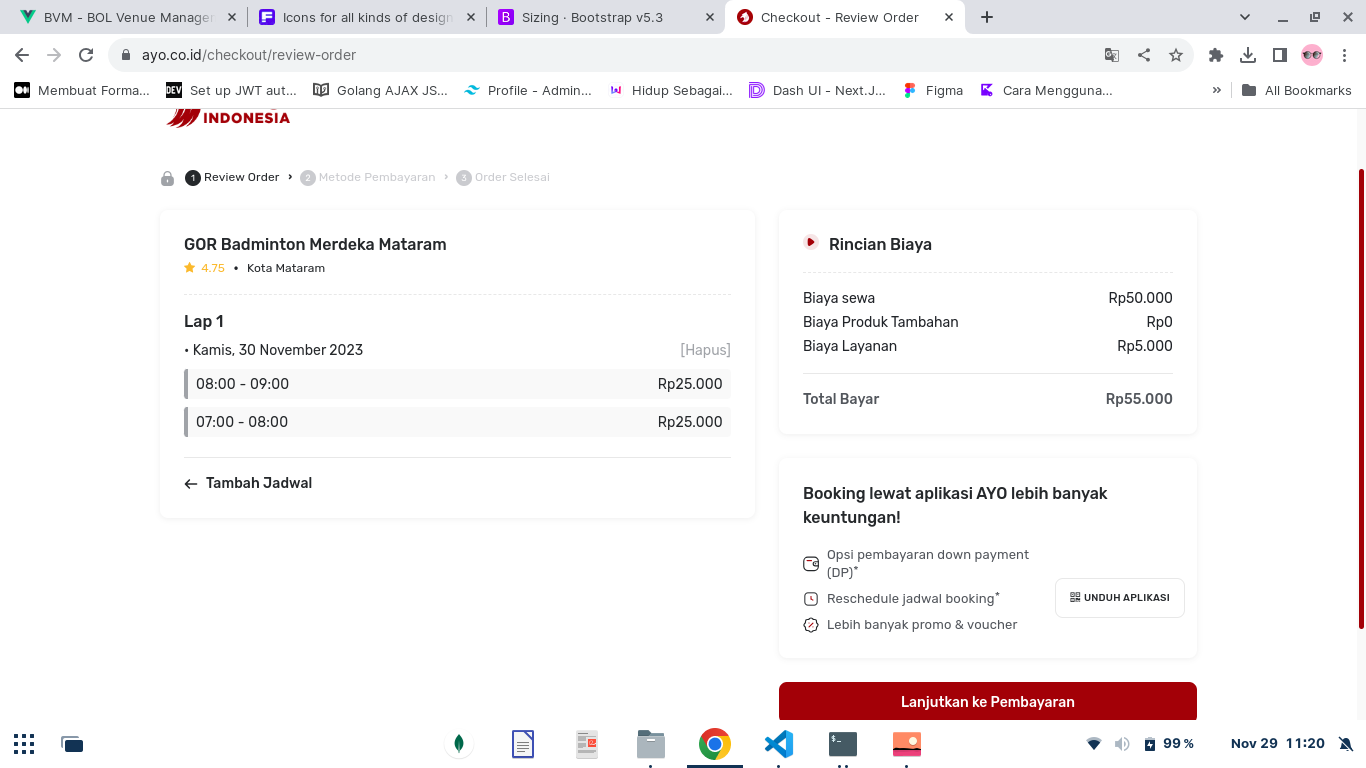 BVM - BOL Venue Manager
Icons for all kinds of design
Sizing · Bootstrap v5.3
Checkout - Review Order
ayo.co.id/checkout/review-order
Membuat Forma...
DEV
Set up JWT aut...
Golang AJAX JS...
Profile - Admin...
Hidup Sebagai...
Dash UI - Next.J...
Figma
Cara Mengguna...
»
All Bookmarks
INDONESIA
1 Review Order › 2 Metode Pembayaran › 3 Order Selesai
GOR Badminton Merdeka Mataram
4.75 • Kota Mataram
Lap 1
• Kamis, 30 November 2023 [Hapus]
08:00 - 09:00 Rp25.000
07:00 - 08:00 Rp25.000
Tambah Jadwal
Rincian Biaya
Biaya sewa Rp50.000
Biaya Produk Tambahan Rp0
Biaya Layanan Rp5.000
Total Bayar Rp55.000
Booking lewat aplikasi AYO lebih banyak
keuntungan!
Opsi pembayaran down payment
(DP)*
Reschedule jadwal booking*
Lebih banyak promo & voucher
UNDUH APLIKASI
Lanjutkan ke Pembayaran
99 %
Nov 29 11:20